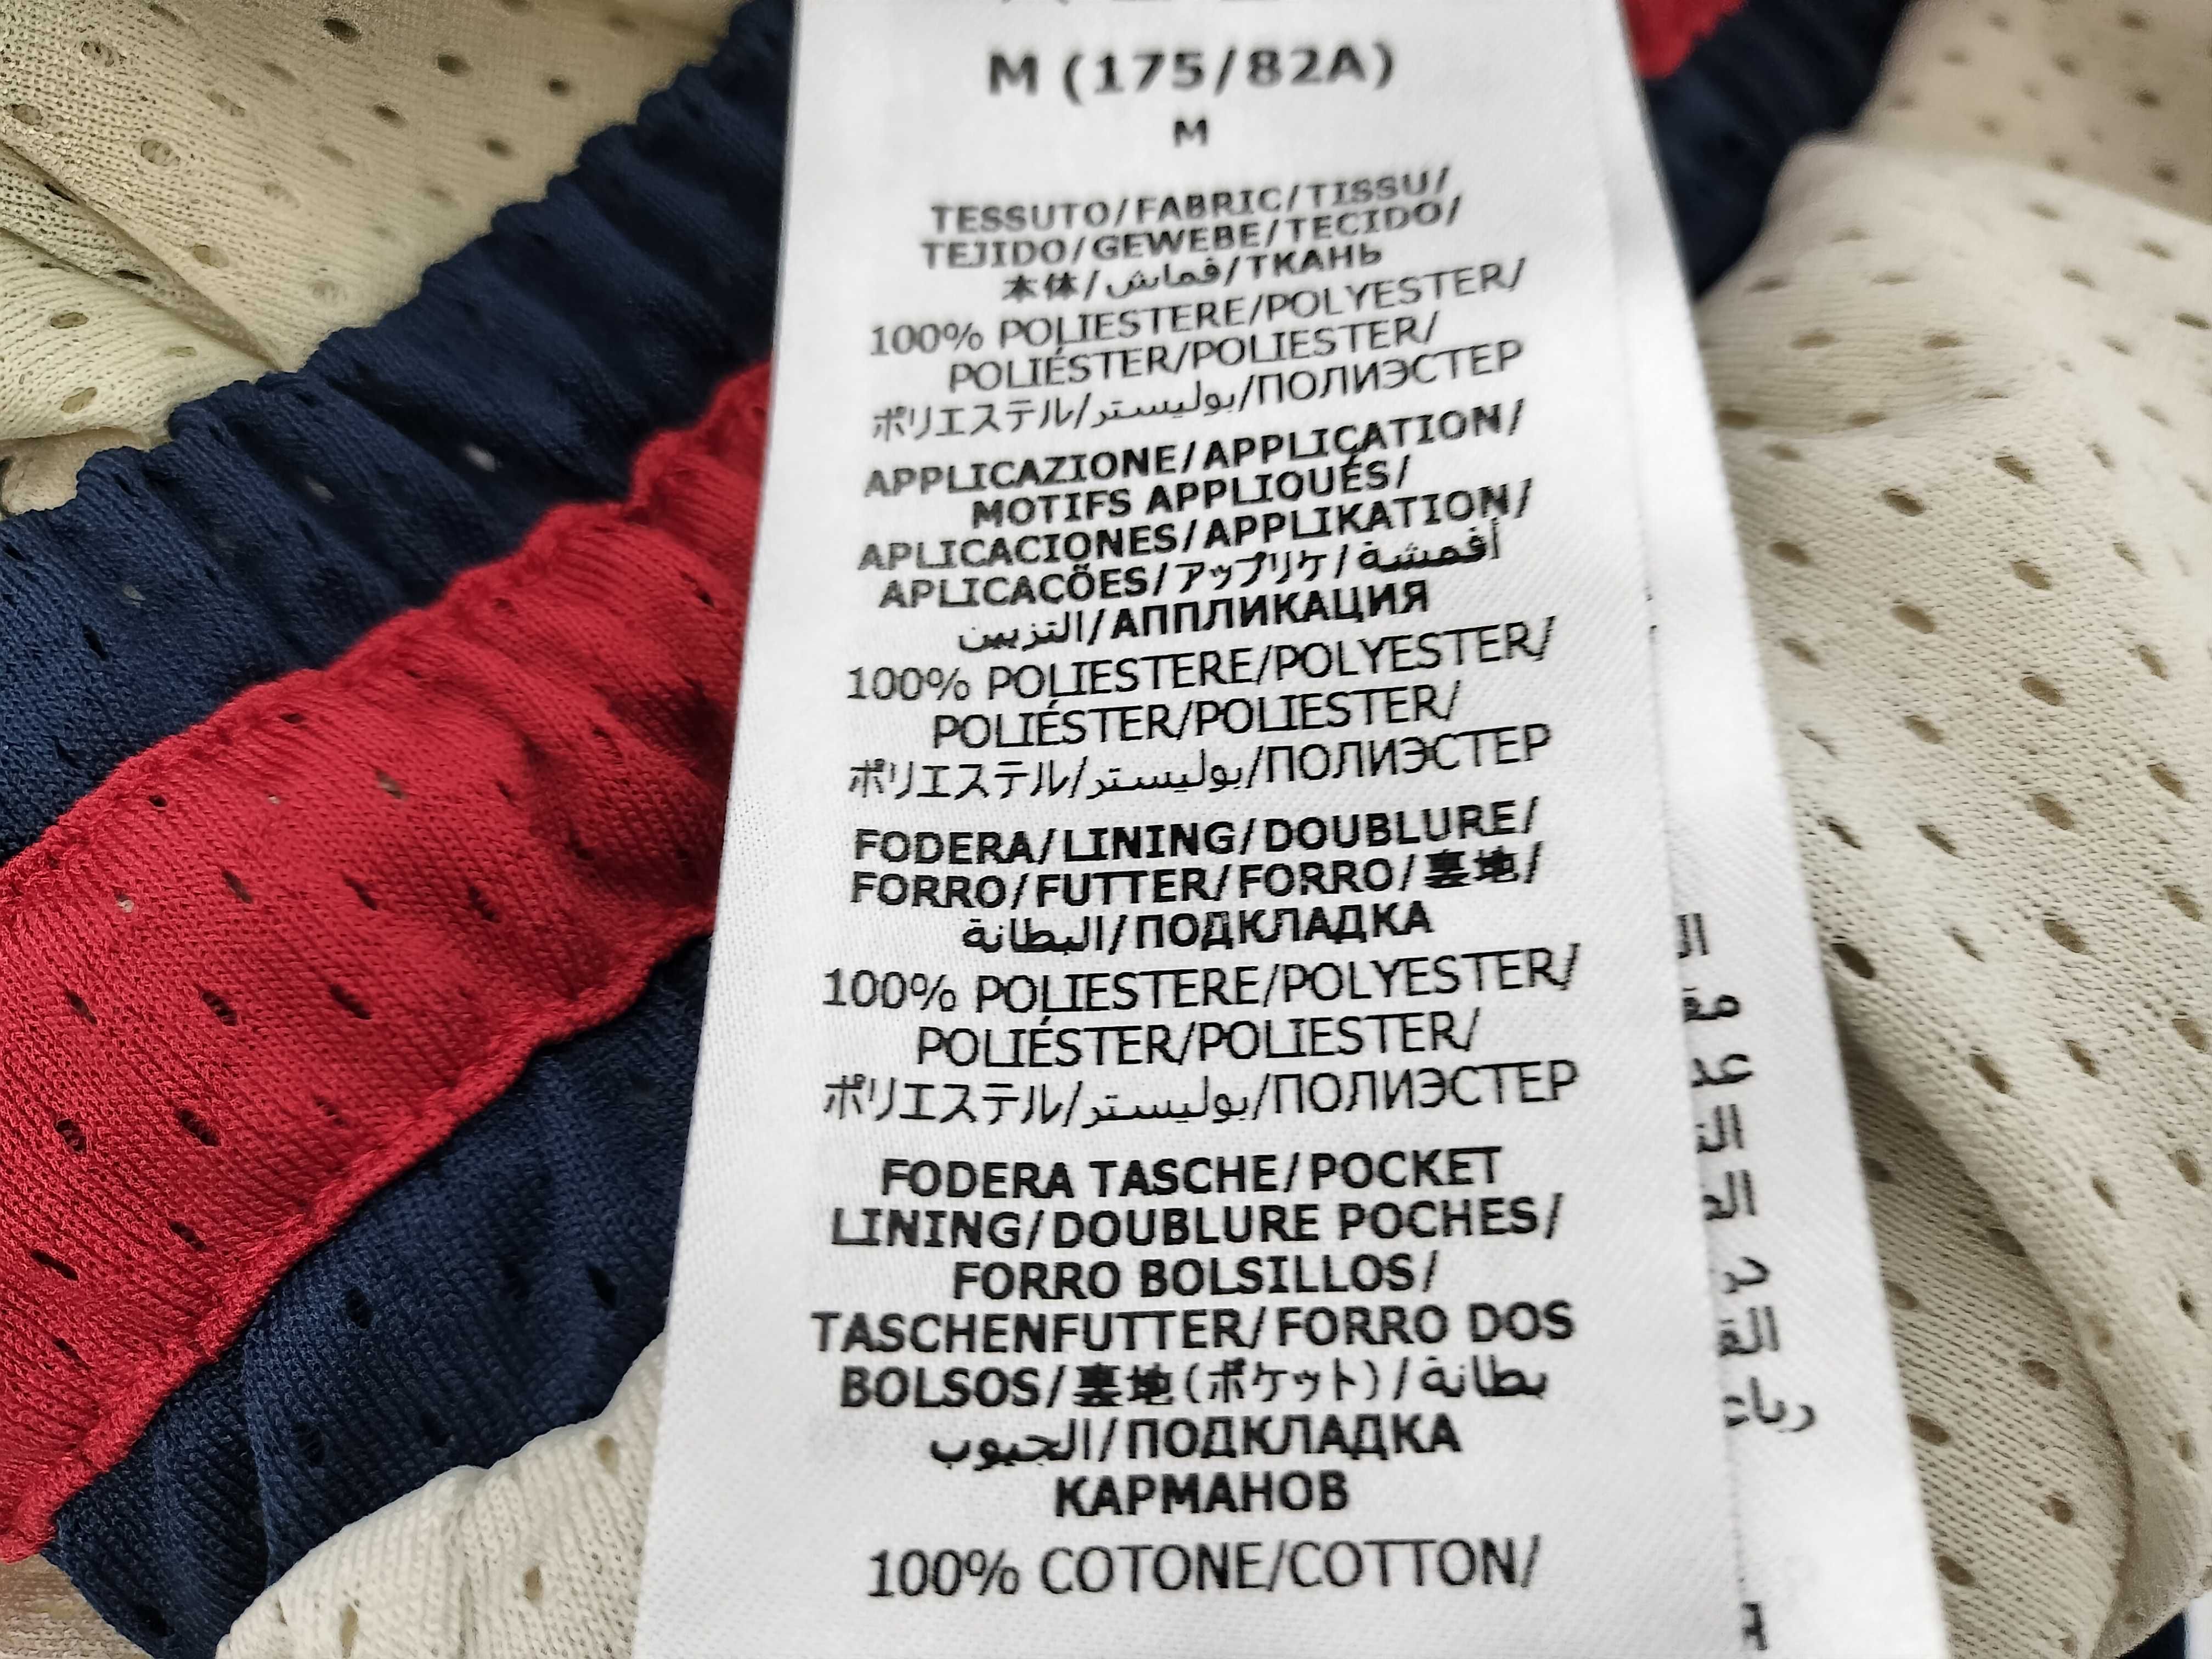 M (175/82A)
M
TESSUTO/FABRIC/TISSU/
TEJIDO/GEWEBE/TECIDO/
本体/قماش/ТКАНЬ
100% POLIESTERE/POLYESTER/
POLIÉSTER/POLIESTER/
ポリエステル/بوليستر/ПОЛИЭСТЕР
APPLICAZIONE/APPLICATION/
MOTIFS APPLIQUÉS/
APLICACIONES/APPLIKATION/
APLICACÕES/アップリケ/أقمشة
التزيين/АППЛИКАЦИЯ
100% POLIESTERE/POLYESTER/
POLIÉSTER/POLIESTER/
ポリエステル/بوليستر/ПОЛИЭСТЕР
FODERA/LINING/DOUBLURE/
FORRO/FUTTER/FORRO/裏地/
البطانة/ПОДКЛАДКА
100% POLIESTERE/POLYESTER/
POLIÉSTER/POLIESTER/
ポリエステル/بوليستر/ПОЛИЭСТЕР
FODERA TASCHE/POCKET
LINING/DOUBLURE POCHES/
FORRO BOLSILLOS/
TASCHENFUTTER/FORRO DOS
BOLSOS/裏地(ポケット)/بطانة
الجيوب/ПОДКЛАДКА
КАРМАНОВ
100% COTONE/COTTON/